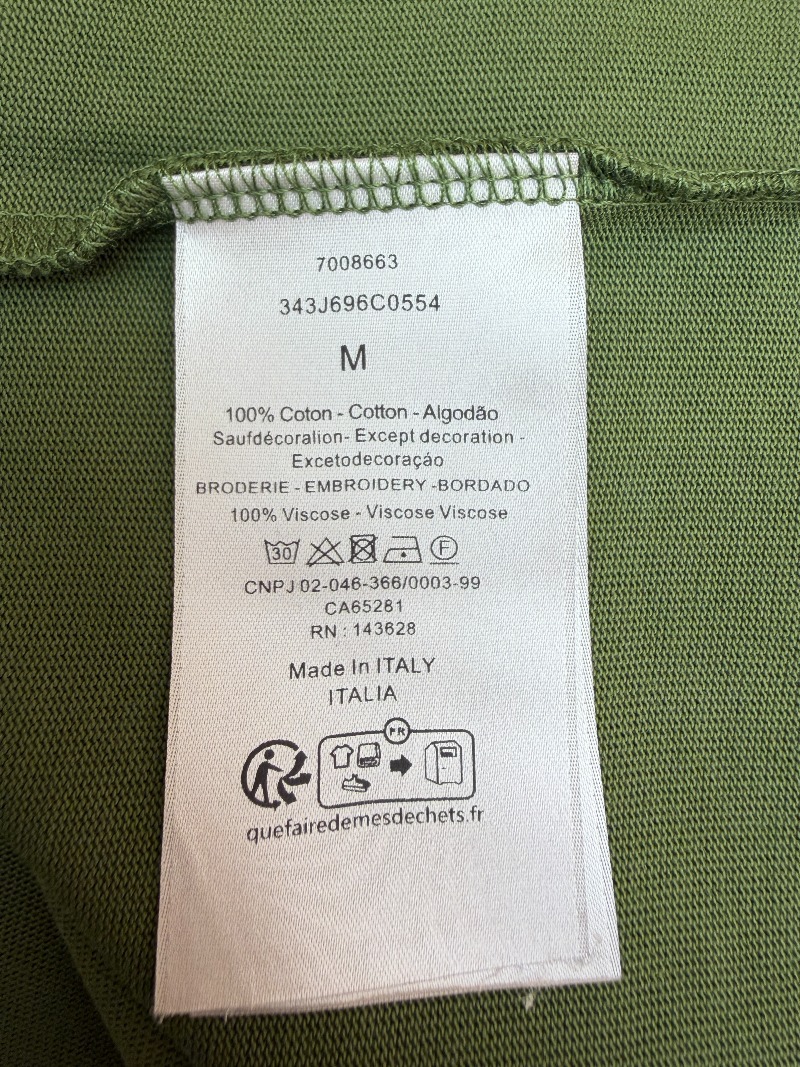 7008663
343J696C0554
M
100% Coton - Cotton - Algodão
Saufdécoralion- Except decoration -
Excetodecoraçáo
BRODERIE - EMBROIDERY -BORDADO
100% Viscose - Viscose Viscose
30 F
CNPJ 02-046-366/0003-99
CA65281
RN : 143628
Made In ITALY
ITALIA
FR
quefairedemesdechets.fr